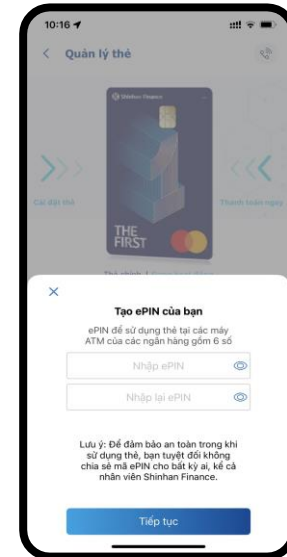 10:16
Quản lý thẻ
Shinhan Finance
Cài đặt thẻ
Thanh toán ngay
THE
FIRST
Tạo ePIN của bạn
ePIN để sử dụng thẻ tại các máy
ATM của các ngân hàng gồm 6 số
Nhập ePIN
Nhập lại ePIN
Lưu ý: Để đảm bảo an toàn trong khi
sử dụng thẻ, bạn tuyệt đối không
chia sẻ mã ePIN cho bất kỳ ai, kể cả
nhân viên Shinhan Finance.
Tiếp tục